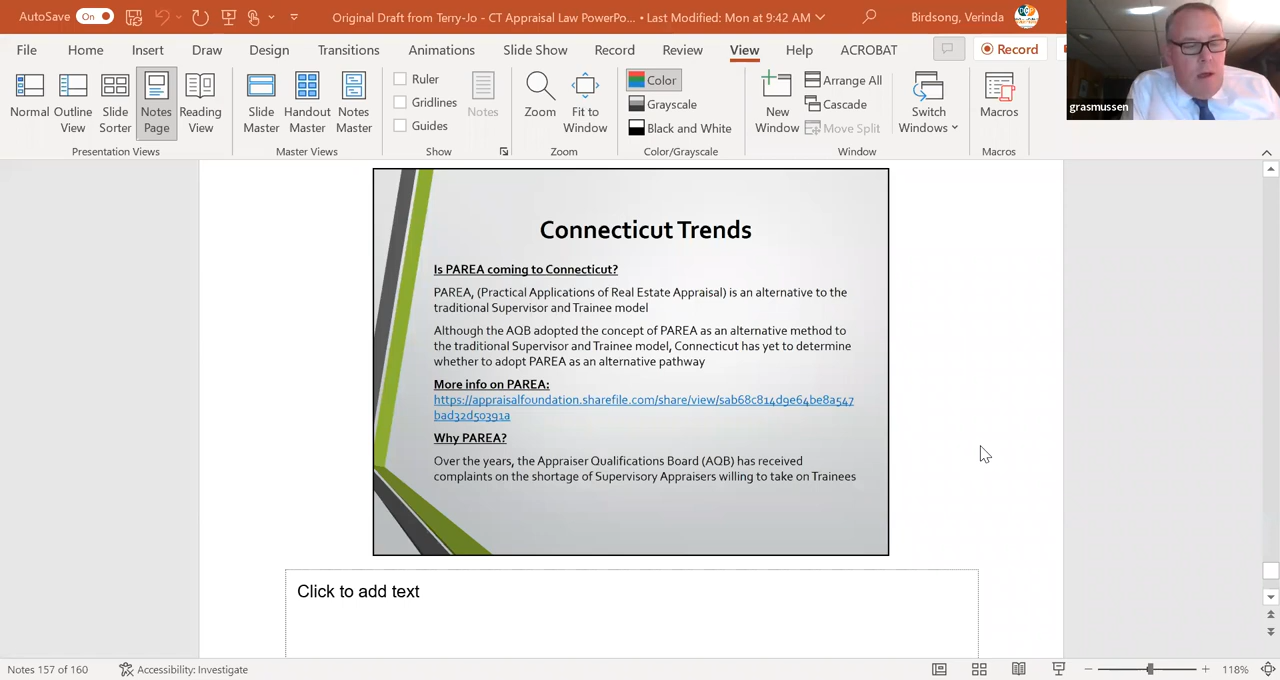 AutoSave On
Original Draft from Terry-Jo - CT Appraisal Law PowerPo... • Last Modified: Mon at 9:42 AM
Birdsong, Verinda
File Home Insert Draw Design Transitions Animations Slide Show Record Review View Help ACROBAT
Record
Normal
Outline View
Slide Sorter
Notes Page
Reading View
Presentation Views
Slide Master
Handout Master
Notes Master
Master Views
Ruler
Gridlines
Guides
Notes
Show
Zoom
Fit to Window
Zoom
Color
Grayscale
Black and White
Color/Grayscale
New Window
Arrange All
Cascade
Move Split
Switch Windows
Window
Macros
Macros
grasmussen
Connecticut Trends
Is PAREA coming to Connecticut?
PAREA, (Practical Applications of Real Estate Appraisal) is an alternative to the
traditional Supervisor and Trainee model
Although the AQB adopted the concept of PAREA as an alternative method to
the traditional Supervisor and Trainee model, Connecticut has yet to determine
whether to adopt PAREA as an alternative pathway
More info on PAREA:
https://appraisalfoundation.sharefile.com/share/view/sab68c814d9e64be8a547
bad32d50391a
Why PAREA?
Over the years, the Appraiser Qualifications Board (AQB) has received
complaints on the shortage of Supervisory Appraisers willing to take on Trainees
Click to add text
Notes 157 of 160
Accessibility: Investigate
118%